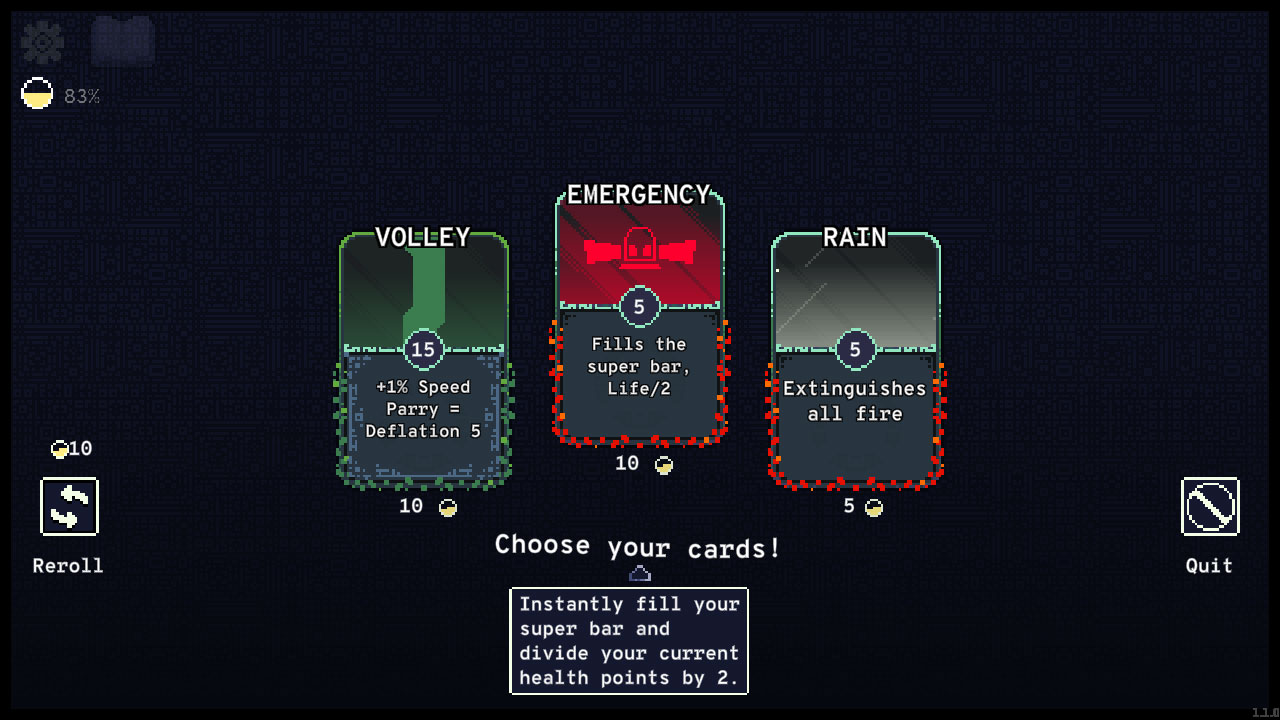 83%
EMERGENCY
VOLLEY
RAIN
5
15
5
Fills the
super bar,
Life/2
+1% Speed
Parry =
Deflation 5
Extinguishes
all fire
10
10
10
5
Reroll
Quit
Choose your cards!
Instantly fill your
super bar and
divide your current
health points by 2.